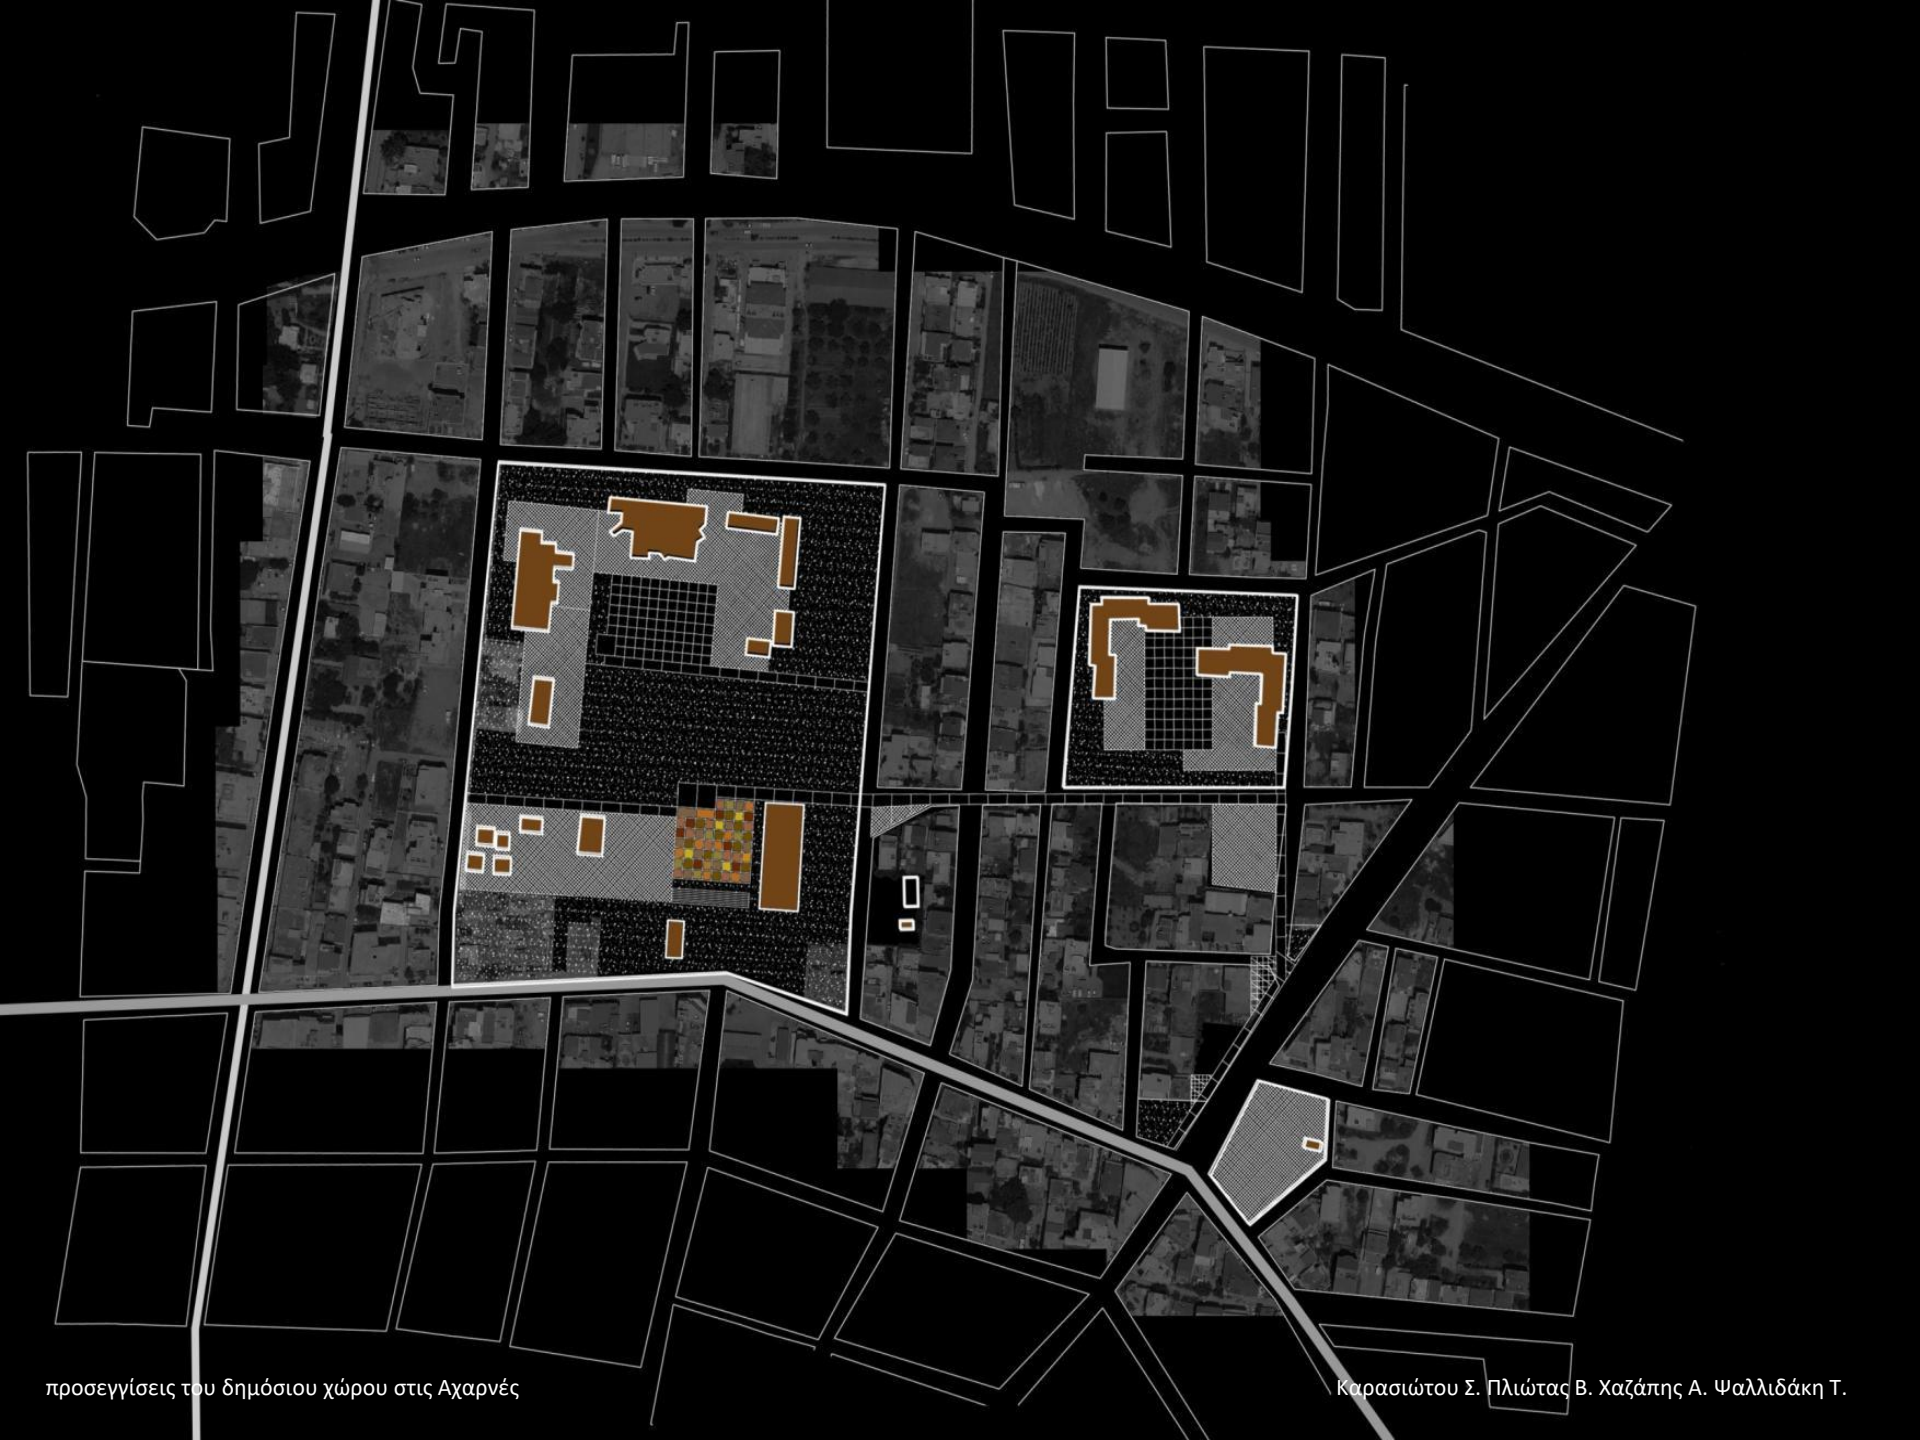 προσεγγίσεις του δημόσιου χώρου στις Αχαρνές
Καρασιώτου Σ. Πλιώτας Β. Χαζάπης Α. Ψαλλιδάκη Τ.